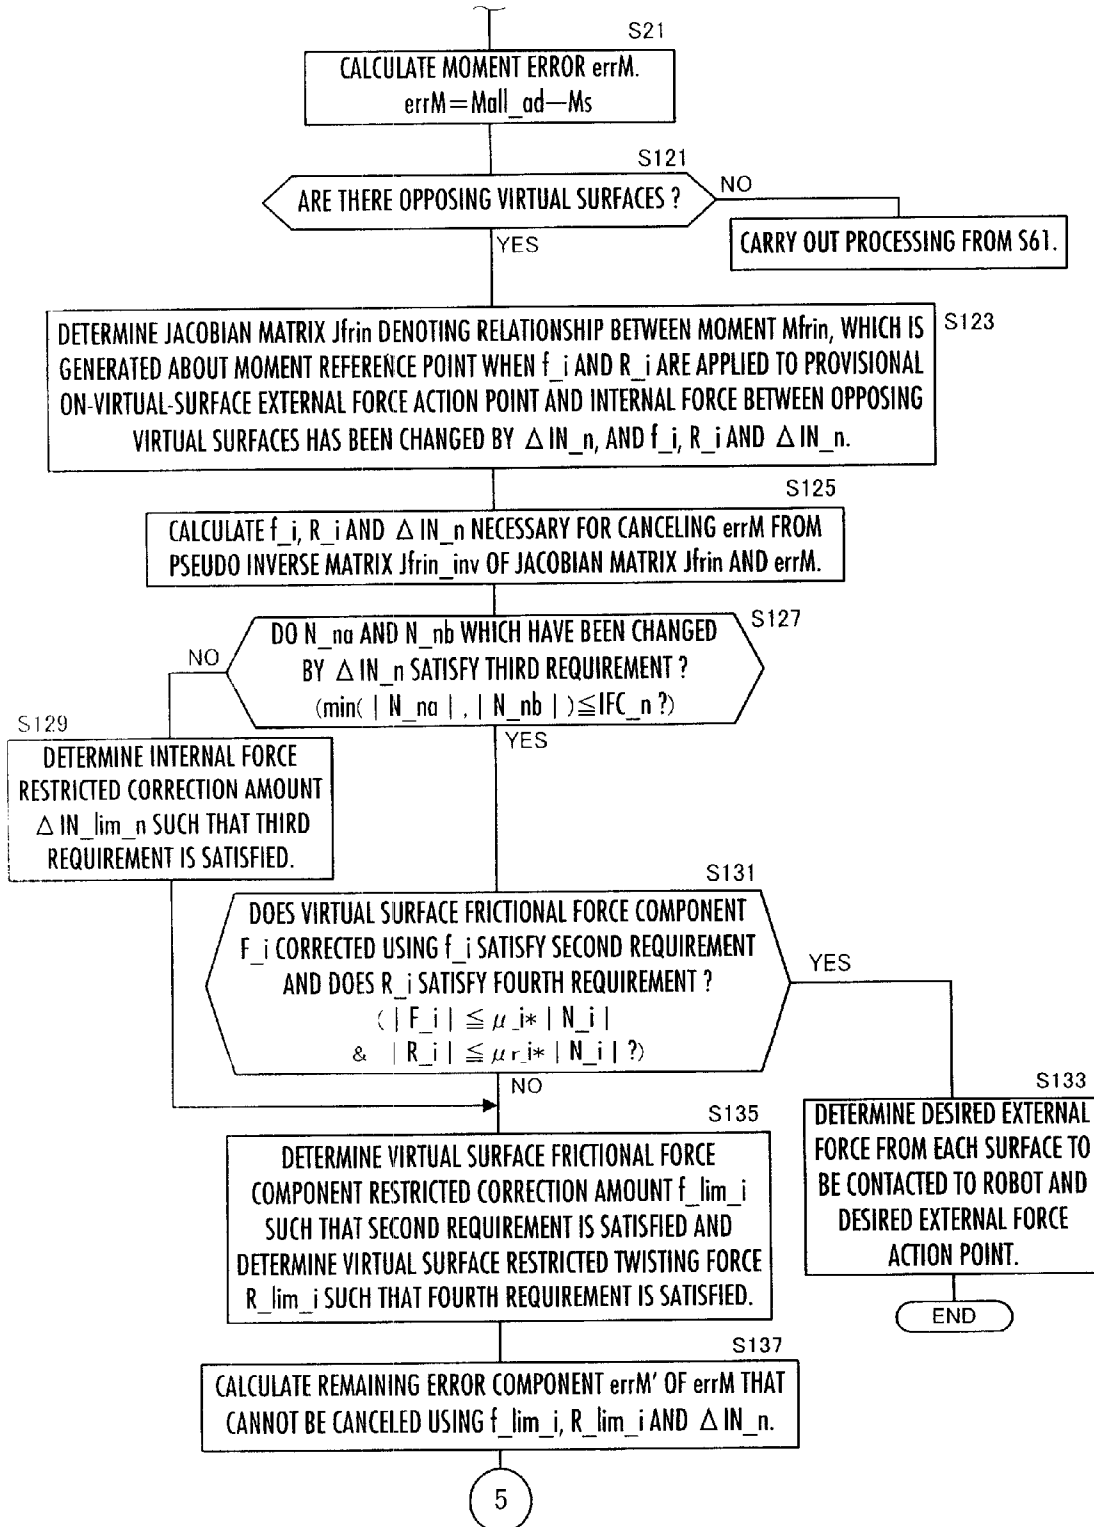 S21
CALCULATE MOMENT ERROR errM.
errM=Mall_ad—Ms
S121
ARE THERE OPPOSING VIRTUAL SURFACES ?
NO
YES
CARRY OUT PROCESSING FROM S61.
S123
DETERMINE JACOBIAN MATRIX Jfrin DENOTING RELATIONSHIP BETWEEN MOMENT Mfrin, WHICH IS
GENERATED ABOUT MOMENT REFERENCE POINT WHEN f_i AND R_i ARE APPLIED TO PROVISIONAL
ON-VIRTUAL-SURFACE EXTERNAL FORCE ACTION POINT AND INTERNAL FORCE BETWEEN OPPOSING
VIRTUAL SURFACES HAS BEEN CHANGED BY Δ IN_n, AND f_i, R_i AND Δ IN_n.
S125
CALCULATE f_i, R_i AND Δ IN_n NECESSARY FOR CANCELING errM FROM
PSEUDO INVERSE MATRIX Jfrin_inv OF JACOBIAN MATRIX Jfrin AND errM.
S127
DO N_na AND N_nb WHICH HAVE BEEN CHANGED
BY Δ IN_n SATISFY THIRD REQUIREMENT ?
(min( | N_na | , | N_nb | )≦IFC_n ?)
NO
YES
S129
DETERMINE INTERNAL FORCE
RESTRICTED CORRECTION AMOUNT
Δ IN_lim_n SUCH THAT THIRD
REQUIREMENT IS SATISFIED.
S131
DOES VIRTUAL SURFACE FRICTIONAL FORCE COMPONENT
F_i CORRECTED USING f_i SATISFY SECOND REQUIREMENT
AND DOES R_i SATISFY FOURTH REQUIREMENT ?
( | F_i | ≦ μ_i* | N_i |
& | R_i | ≦ μr_i* | N_i | ?)
YES
NO
S133
DETERMINE DESIRED EXTERNAL
FORCE FROM EACH SURFACE TO
BE CONTACTED TO ROBOT AND
DESIRED EXTERNAL FORCE
ACTION POINT.
END
S135
DETERMINE VIRTUAL SURFACE FRICTIONAL FORCE
COMPONENT RESTRICTED CORRECTION AMOUNT f_lim_i
SUCH THAT SECOND REQUIREMENT IS SATISFIED AND
DETERMINE VIRTUAL SURFACE RESTRICTED TWISTING FORCE
R_lim_i SUCH THAT FOURTH REQUIREMENT IS SATISFIED.
S137
CALCULATE REMAINING ERROR COMPONENT errM' OF errM THAT
CANNOT BE CANCELED USING f_lim_i, R_lim_i AND Δ IN_n.
5